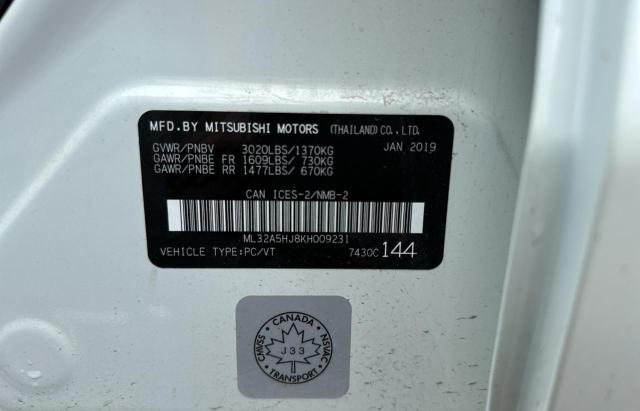 MFD.BY MITSUBISHI MOTORS (THAILAND)CO.,LTD.
GVWR/PNBV 3020LBS/1370KG JAN 2019
GAWR/PNBE FR 1609LBS/ 730KG
GAWR/PNBE RR 1477LBS/ 670KG
CAN ICES-2/NMB-2
ML32A5HJ8KH009231
VEHICLE TYPE:PC/VT 7430C 144
CANADA
CMVSS
J33
NSVAC
TRANSPORT